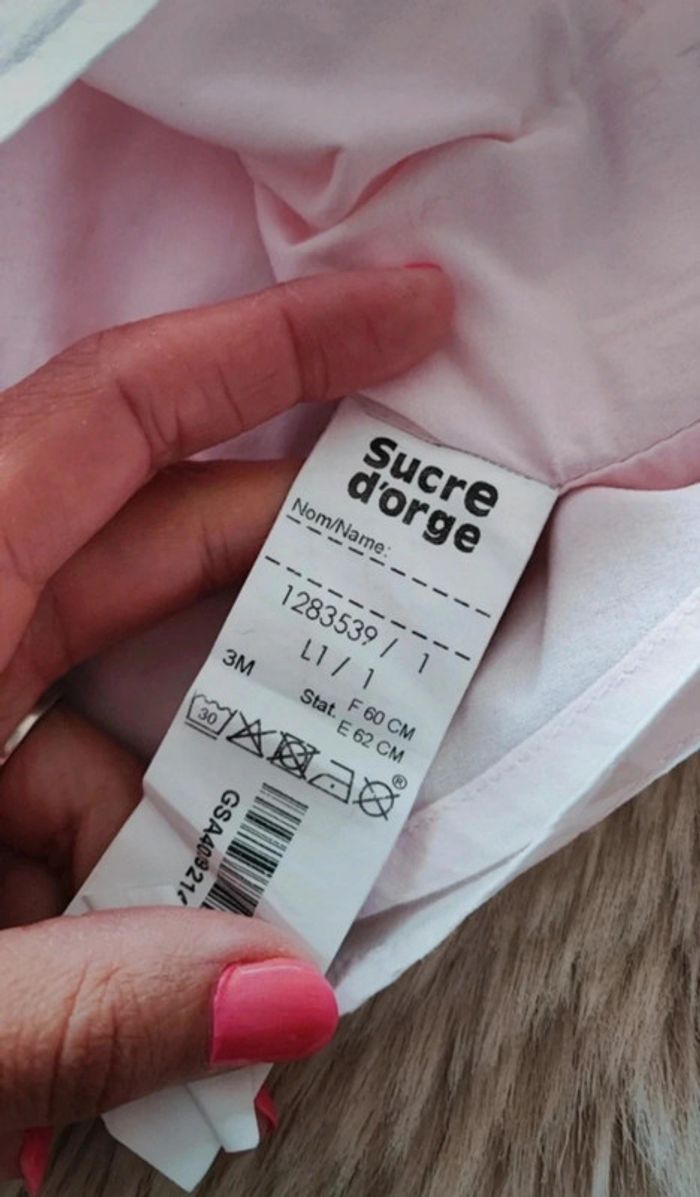 Sucre
d'orge
Nom/Name:
1283539 / 1
L1 / 1
3M
Stat. F 60 CM
E 62 CM
30
®